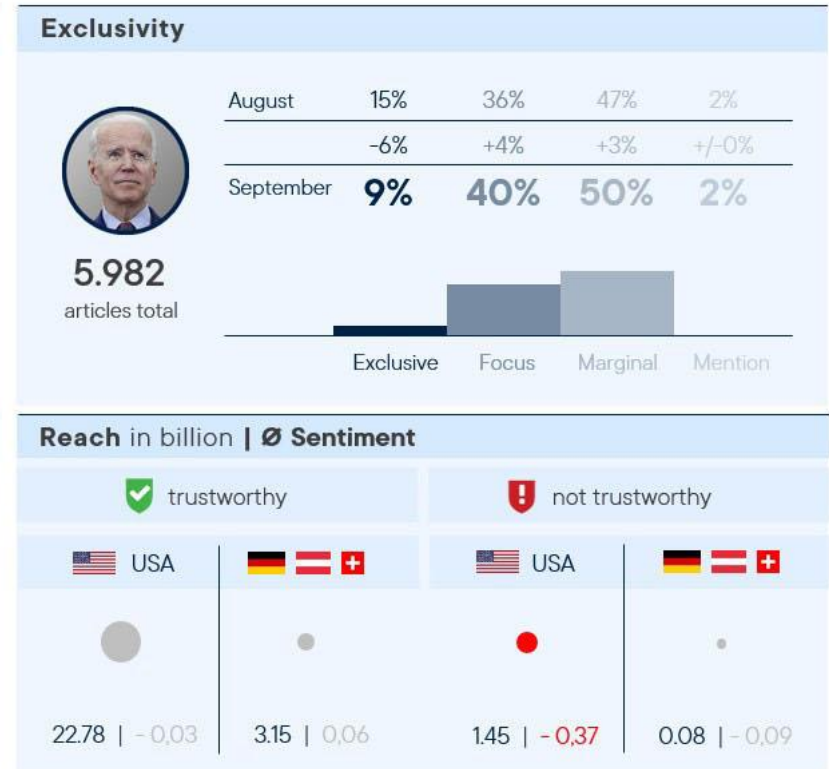 Exclusivity
August 15% 36% 47% 2%
-6% +4% +3% +/-0%
September 9% 40% 50% 2%
5.982
articles total
Exclusive Focus Marginal Mention
Reach in billion | Ø Sentiment
trustworthy not trustworthy
USA USA
22.78 | - 0,03 3.15 | 0,06 1.45 | - 0,37 0.08 | - 0,09